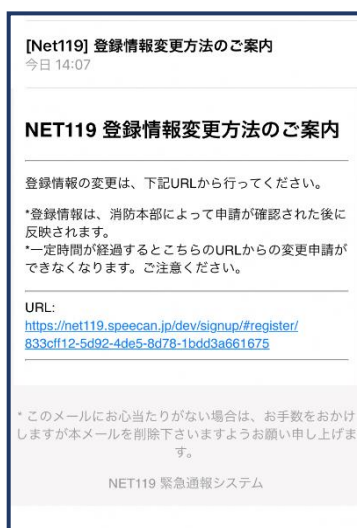 [Net119] 登録情報変更方法のご案内
今日 14:07
NET119 登録情報変更方法のご案内
登録情報の変更は、下記URLから行ってください。
*登録情報は、消防本部によって申請が確認された後に
反映されます。
*一定時間が経過するとこちらのURLからの変更申請が
できなくなります。ご注意ください。
URL:
https://net119.speecan.jp/dev/signup/#register/
833cff12-5d92-4de5-8d78-1bdd3a661675
* このメールにお心当たりがない場合は、お手数をおかけ
しますが本メールを削除下さいますようお願い申し上げま
す。
NET119 緊急通報システム